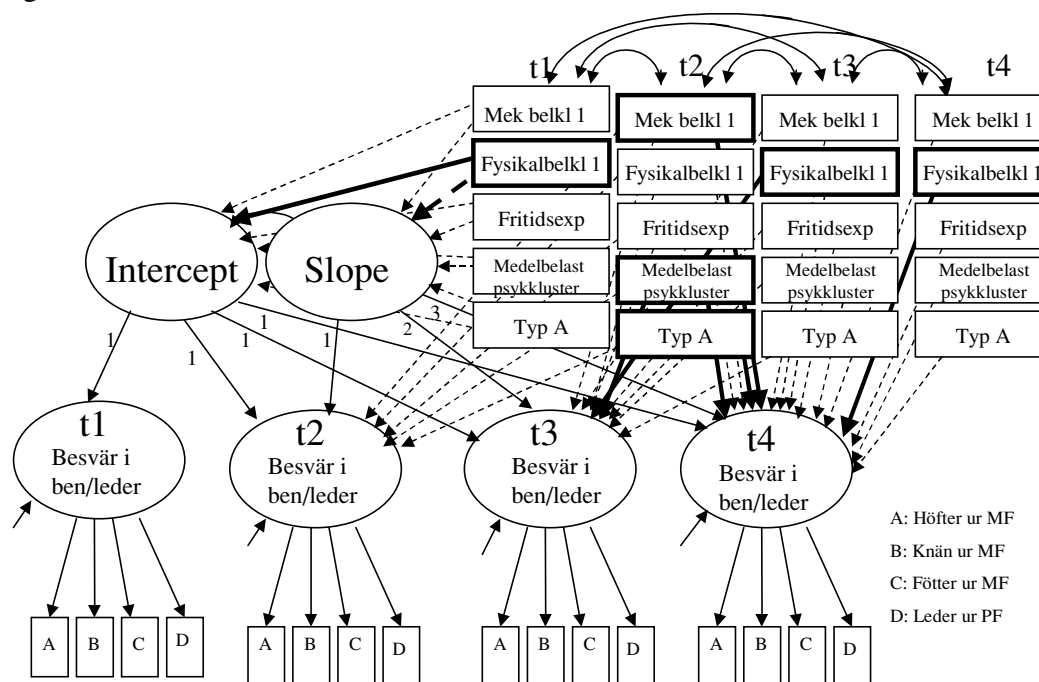 t1 t2 t3 t4
Mek belkl 1 Mek belkl 1 Mek belkl 1 Mek belkl 1
Fysikalbelkl 1 Fysikalbelkl 1 Fysikalbelkl 1 Fysikalbelkl 1
Fritidsexp Fritidsexp Fritidsexp Fritidsexp
Medelbelast Medelbelast Medelbelast Medelbelast
psykkluster psykkluster psykkluster psykkluster
Typ A Typ A Typ A Typ A
Intercept Slope
1 1 1 1 1 2 3
t1 t2 t3 t4
Besvär i Besvär i Besvär i Besvär i
ben/leder ben/leder ben/leder ben/leder
A: Höfter ur MF
B: Knän ur MF
C: Fötter ur MF
D: Leder ur PF
A B C D A B C D A B C D A B C D